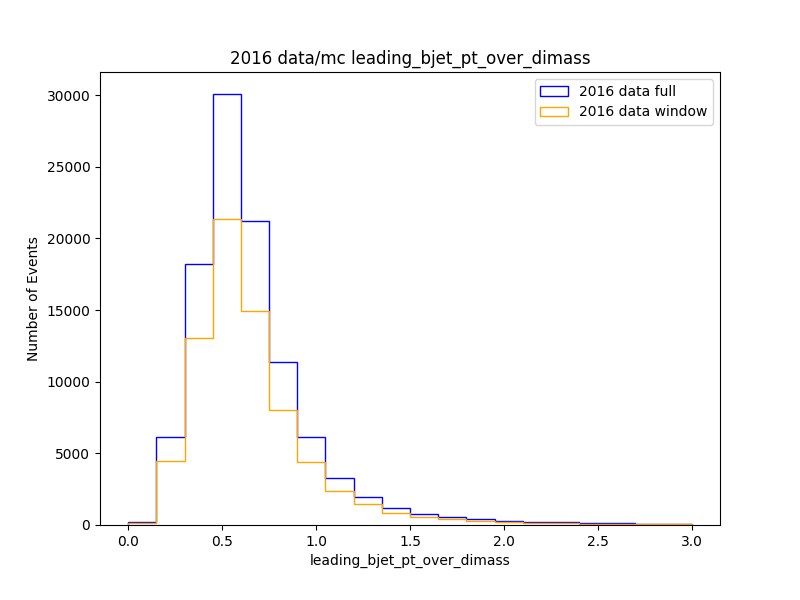 2016 data/mc leading_bjet_pt_over_dimass
2016 data full
2016 data window
Number of Events
30000
25000
20000
15000
10000
5000
0
0.0 0.5 1.0 1.5 2.0 2.5 3.0
leading_bjet_pt_over_dimass